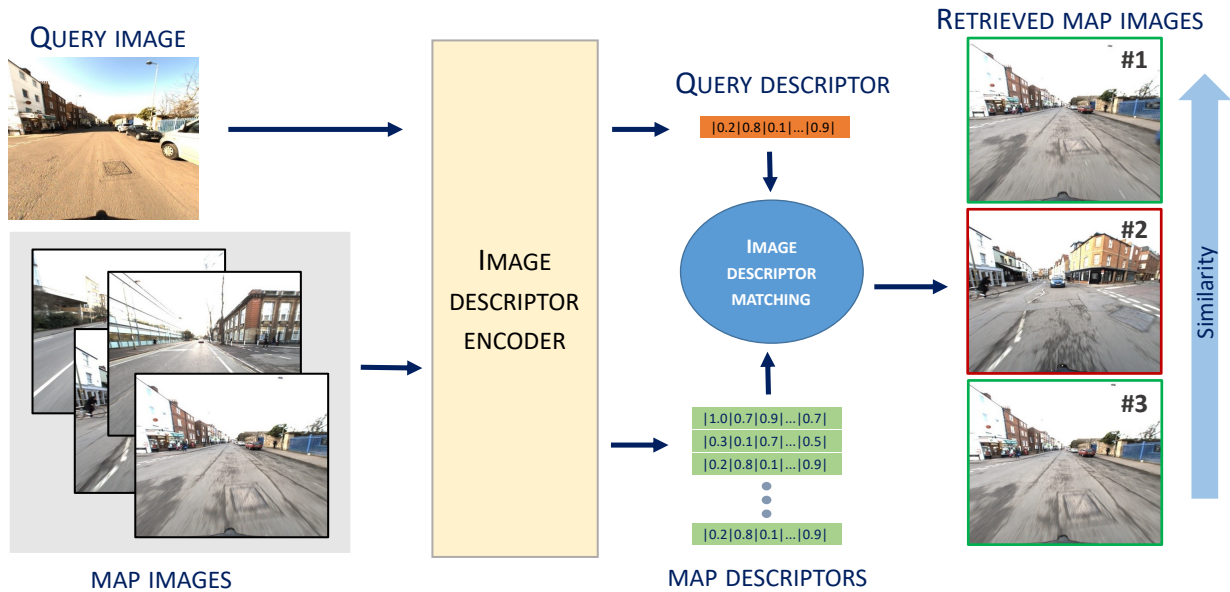 QUERY IMAGE
MAP IMAGES
IMAGE
DESCRIPTOR
ENCODER
QUERY DESCRIPTOR
|0.2|0.8|0.1|...|0.9|
IMAGE
DESCRIPTOR
MATCHING
|1.0|0.7|0.9|...|0.7|
|0.3|0.1|0.7|...|0.5|
|0.2|0.8|0.1|...|0.9|
|0.2|0.8|0.1|...|0.9|
MAP DESCRIPTORS
RETRIEVED MAP IMAGES
#1
#2
#3
Similarity